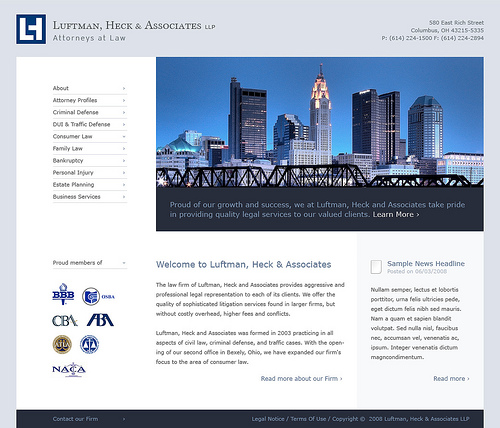 LUFTMAN, HECK & ASSOCIATES LLP
Attorneys at Law
580 East Rich Street
Columbus, OH 43215-5335
P: (614) 224-1500 F: (614) 224-2894
About
Attorney Profiles
Criminal Defense
DUI & Traffic Defense
Consumer Law
Family Law
Bankruptcy
Personal Injury
Estate Planning
Business Services
Proud of our growth and success, we at Luftman, Heck and Associates take pride
in providing quality legal services to our valued clients. Learn More ›
Proud members of
BBB
OSBA
CBA
ABA
NACA
Welcome to Luftman, Heck & Associates
The law firm of Luftman, Heck and Associates provides aggressive and
professional legal representation to each of its clients. We offer the
quality of sophisticated litigation services found in larger firms, but
without costly overhead, higher fees and conflicts.
Luftman, Heck and Associates was formed in 2003 practicing in all
aspects of civil law, criminal defense, and traffic cases. With the open-
ing of our second office in Bexely, Ohio, we have expanded our firm's
focus to the area of consumer law.
Read more about our Firm ›
Sample News Headline
Posted on 06/03/2008
Nullam semper, lectus et lobortis
porttitor, urna felis ultricies pede,
eget dictum felis nibh sed mauris.
Nam a quam et sapien blandit
volutpat. Sed nulla nisl, faucibus
nec, accumsan vel, venenatis ac,
ipsum. Integer venenatis dictum
magncondimentum.
Read more ›
Contact our Firm
Legal Notice / Terms Of Use / Copyright © 2008 Luftman, Heck & Associates LLP